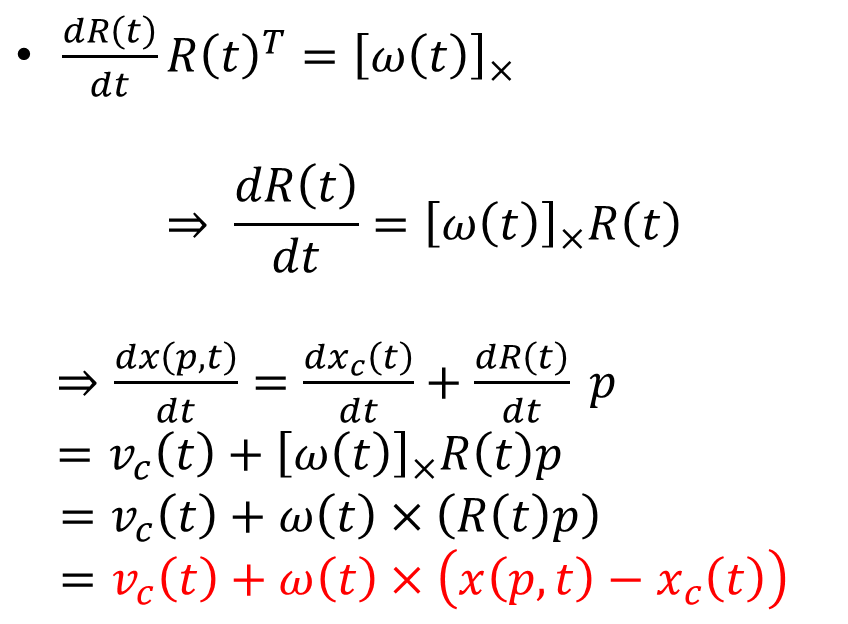 • dR(t)/dt R(t)^T = [ω(t)]_×
⇒ dR(t)/dt = [ω(t)]_× R(t)
⇒ dx(p,t)/dt = dx_c(t)/dt + dR(t)/dt p
= v_c(t) + [ω(t)]_× R(t)p
= v_c(t) + ω(t) × (R(t)p)
= v_c(t) + ω(t) × (x(p,t) − x_c(t))